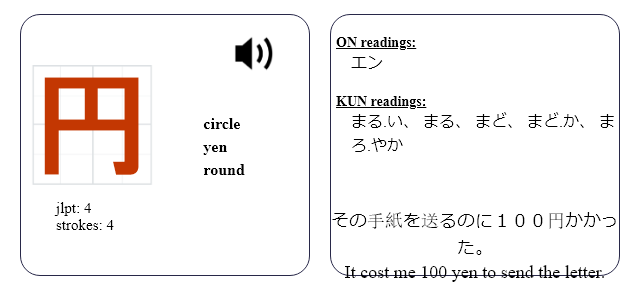 円
circle
yen
round
jlpt: 4
strokes: 4
ON readings:
エン
KUN readings:
まる.い、 まる、 まど、 まど.か、 ま
ろ.やか
その手紙を送るのに１００円かかっ
た。
It cost me 100 yen to send the letter.